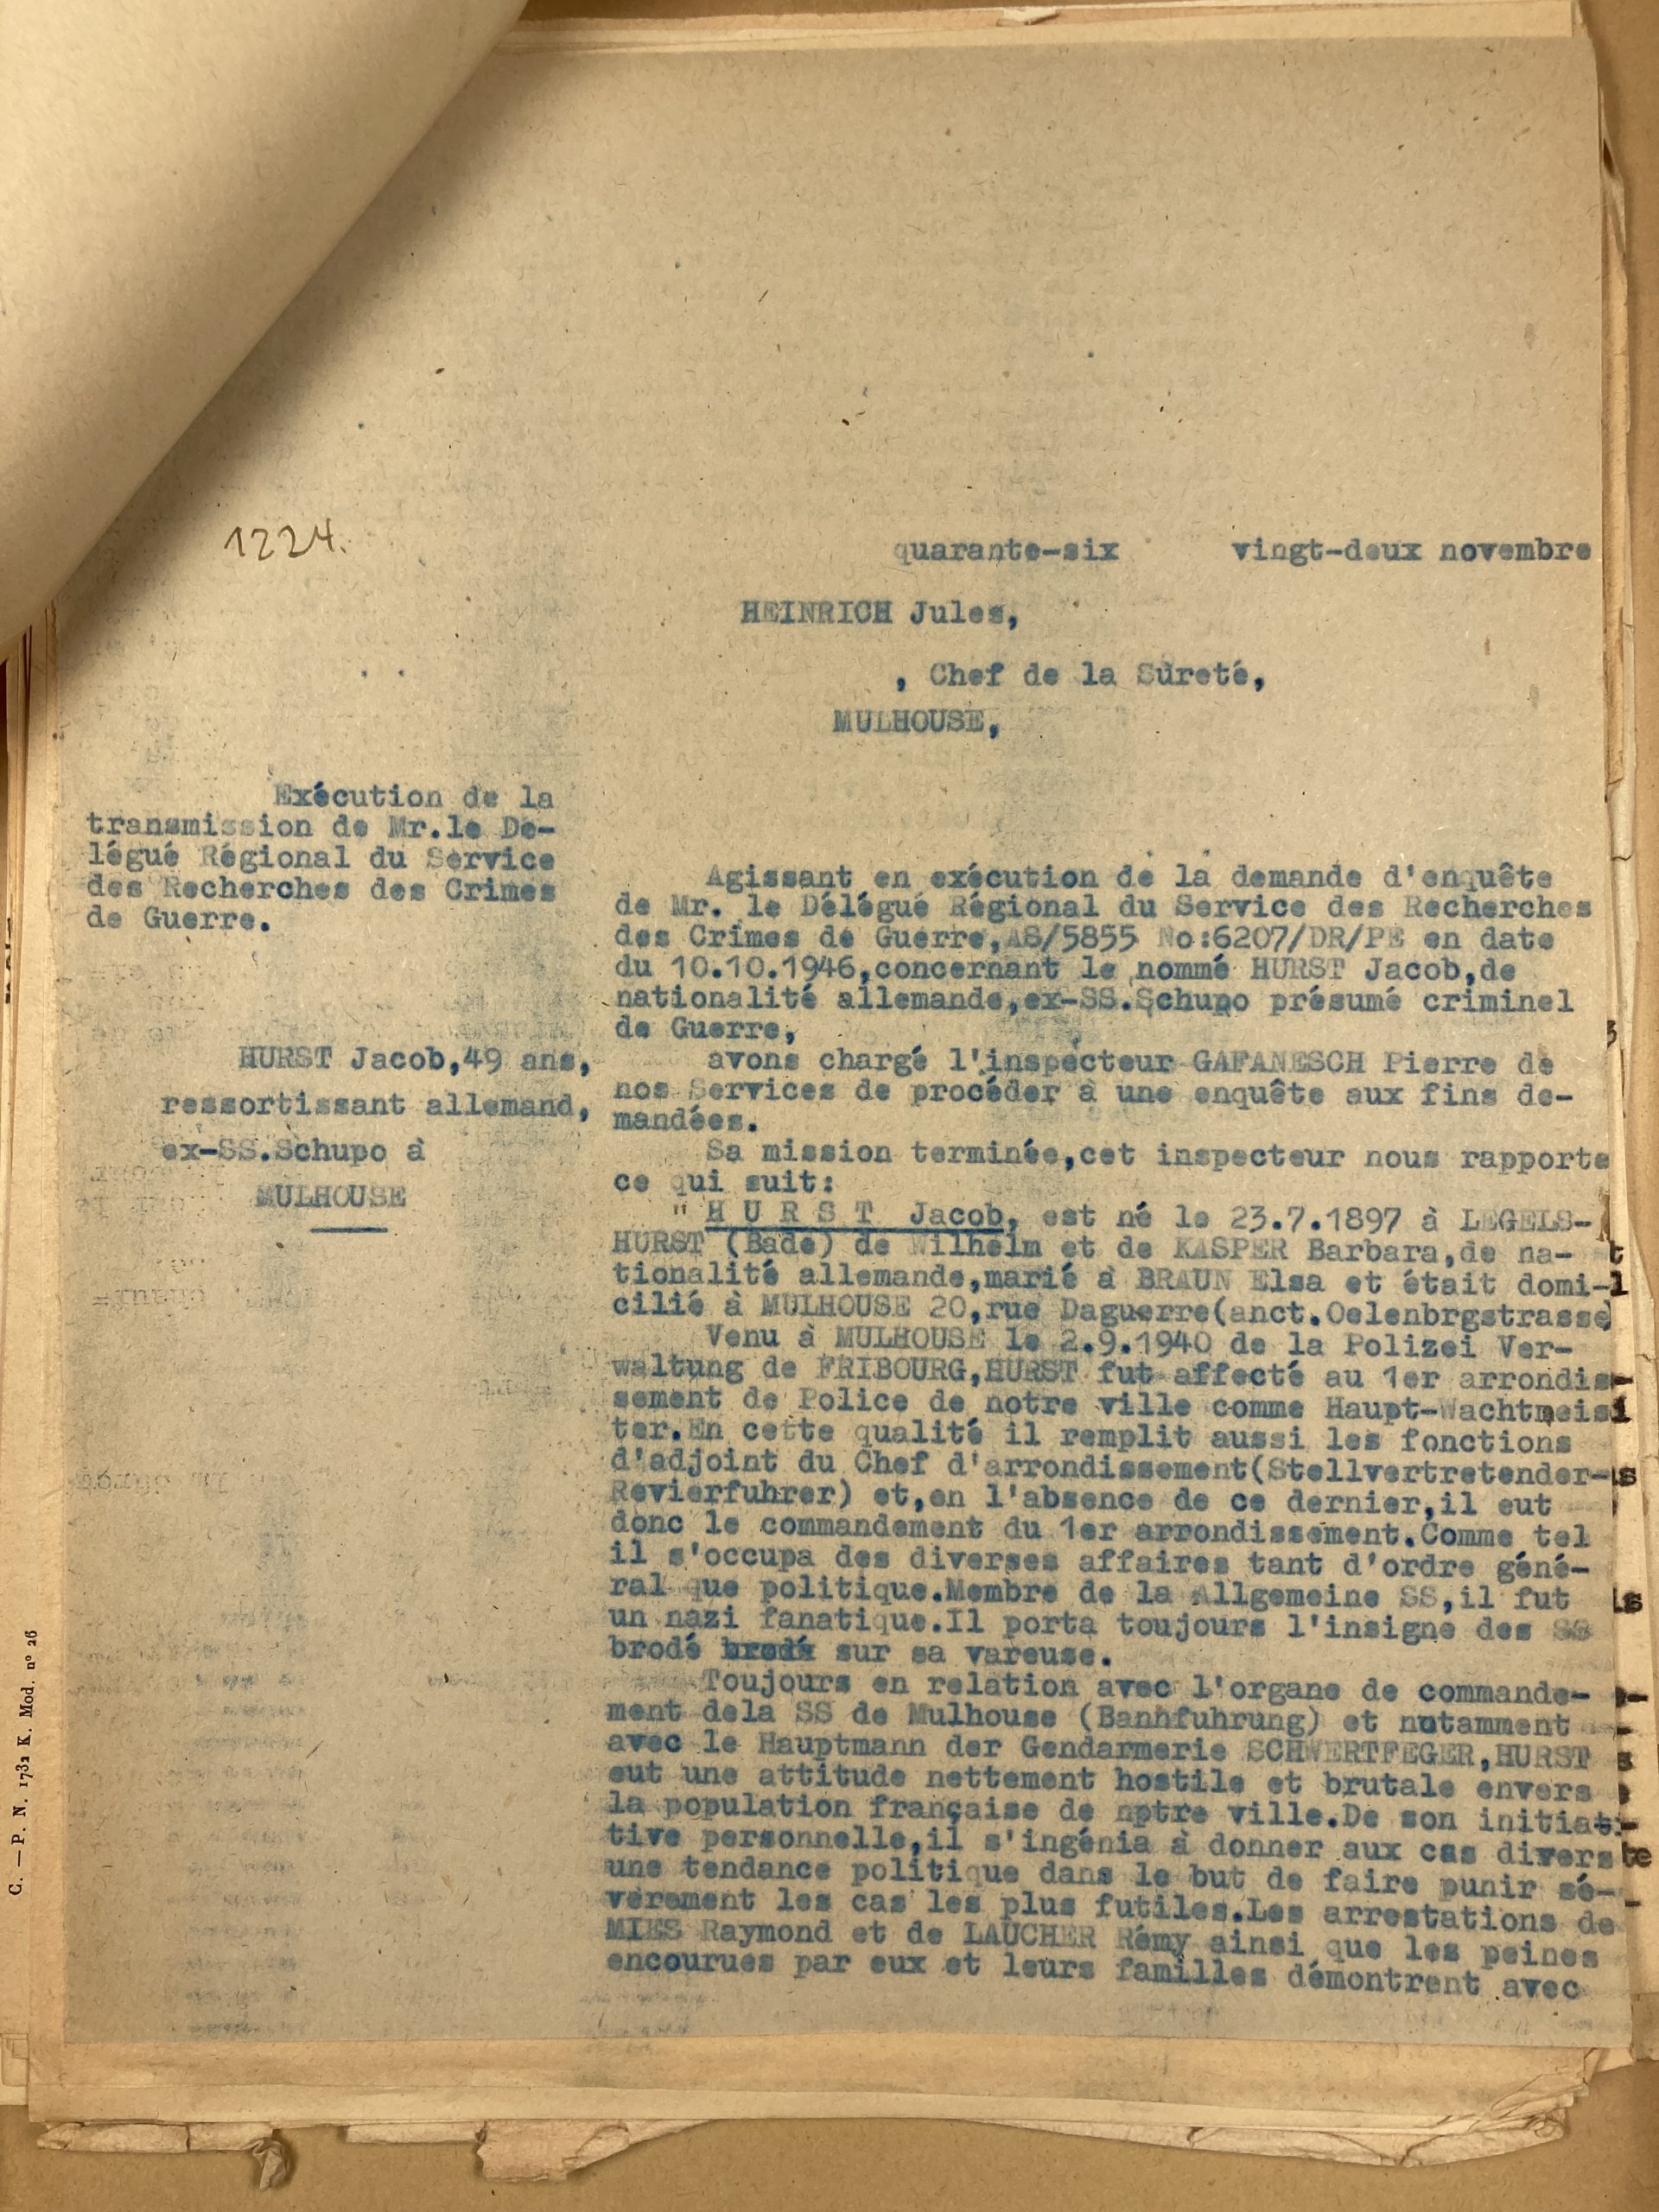 1224.
quarante-six vingt-deux novembre
HEINRICH Jules,
, Chef de la Sureté,
MULHOUSE,
Exécution de la
transmission de Mr.le De-
légué Régional du Service
des Recherches des Crimes
de Guerre.
HURST Jacob,49 ans,
ressortissant allemand,
ex-SS.Schupo à
MULHOUSE
Agissant en exécution de la demande d'enquête
de Mr. le Délégué Régional du Service des Recherches
des Crimes de Guerre,AS/5855 No:6207/DR/PE en date
du 10.10.1946,concernant le nommé HURST Jacob,de
nationalité allemande,ex-SS.Schupo présumé criminel
de Guerre,
avons chargé l'inspecteur GAFANESCH Pierre de
nos Services de procéder à une enquête aux fins de-
mandées.
Sa mission terminée,cet inspecteur nous rapporte
ce qui suit:
" H U R S T Jacob, est né le 23.7.1897 à LEGELS-
HURST (Bade) de Wilhelm et de KASPER Barbara,de na-
tionalité allemande,marié à BRAUN Elsa et était domi-
cilié à MULHOUSE 20,rue Daguerre(anct.Oelenbrgstrasse)
Venu à MULHOUSE le 2.9.1940 de la Polizei Ver-
waltung de FRIBOURG,HURST fut affecté au 1er arrondis-
sement de Police de notre ville comme Haupt-Wachtmeis
ter.En cette qualité il remplit aussi les fonctions
d'adjoint du Chef d'arrondissement(Stellvertretender-
Revierfuhrer) et,en l'absence de ce dernier,il eut
donc le commandement du 1er arrondissement.Comme tel
il s'occupa des diverses affaires tant d'ordre géné-
ral que politique.Membre de la Allgemeine SS,il fut
un nazi fanatique.Il porta toujours l'insigne des SS
brodé brodé sur sa vareuse.
Toujours en relation avec l'organe de commande-
ment dela SS de Mulhouse (Bannfuhrung) et notamment
avec le Hauptmann der Gendarmerie SCHWERTFEGER,HURST
eut une attitude nettement hostile et brutale envers
la population française de notre ville.De son initiati
tive personnelle,il s'ingénia à donner aux cas divers
une tendance politique dans le but de faire punir sé-
vèrement les cas les plus futiles.Les arrestations de
MIES Raymond et de LAUCHER Rémy ainsi que les peines
encourues par eux et leurs familles démontrent avec
C. — P. N. 1732 K. Mod. nº 26